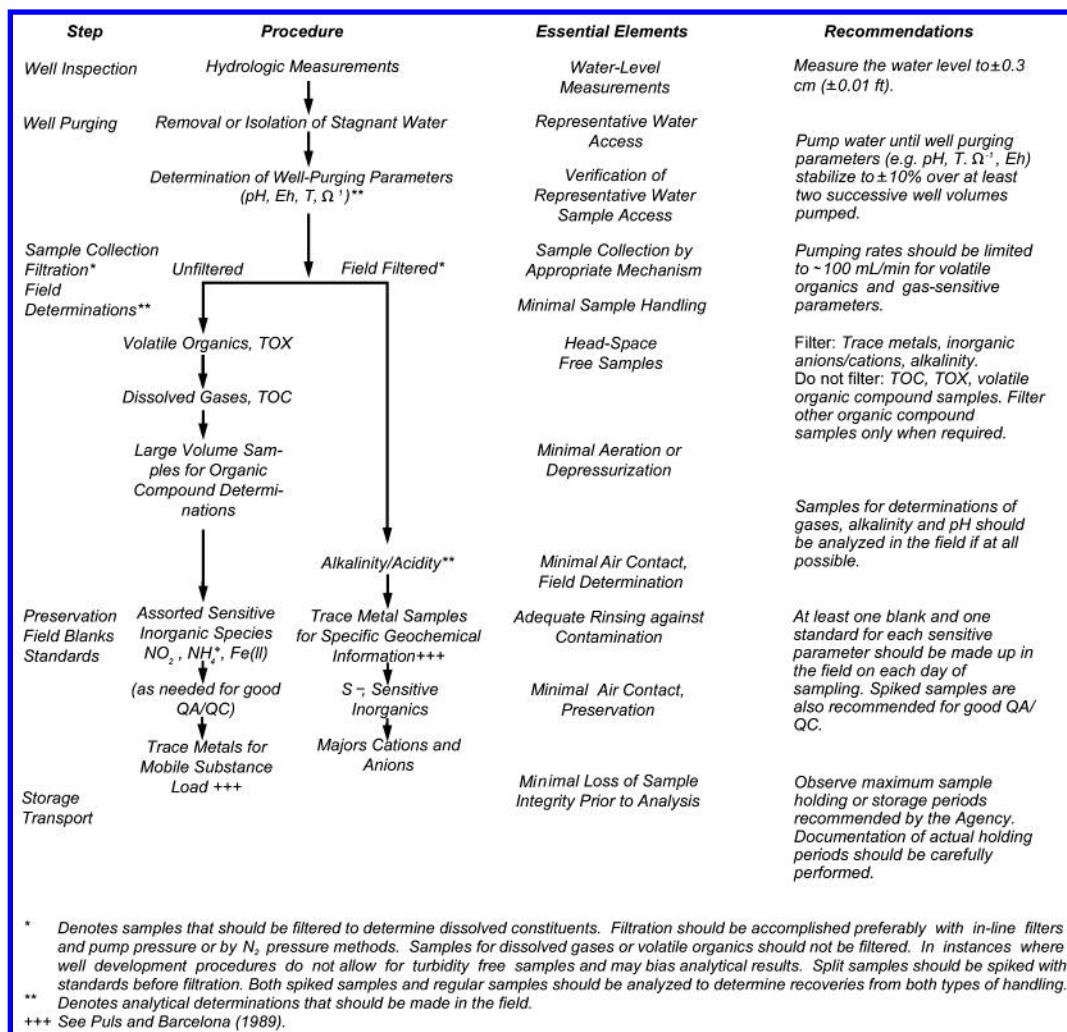 Step Procedure Essential Elements Recommendations
Well Inspection
Hydrologic Measurements
Water-Level
Measurements
Measure the water level to±0.3
cm (±0.01 ft).
Well Purging
Removal or Isolation of Stagnant Water
Representative Water
Access
Determination of Well-Purging Parameters
(pH, Eh, T, Ω⁻¹)**
Verification of
Representative Water
Sample Access
Pump water until well purging
parameters (e.g. pH, T. Ω⁻¹, Eh)
stabilize to ±10% over at least
two successive well volumes
pumped.
Sample Collection
Filtration*
Field
Determinations**
Unfiltered
Field Filtered*
Sample Collection by
Appropriate Mechanism
Minimal Sample Handling
Pumping rates should be limited
to ~100 mL/min for volatile
organics and gas-sensitive
parameters.
Volatile Organics, TOX
Head-Space
Free Samples
Filter: Trace metals, inorganic
anions/cations, alkalinity.
Do not filter: TOC, TOX, volatile
organic compound samples. Filter
other organic compound
samples only when required.
Dissolved Gases, TOC
Large Volume Sam-
ples for Organic
Compound Determi-
nations
Minimal Aeration or
Depressurization
Samples for determinations of
gases, alkalinity and pH should
be analyzed in the field if at all
possible.
Alkalinity/Acidity**
Minimal Air Contact,
Field Determination
Preservation
Field Blanks
Standards
Assorted Sensitive
Inorganic Species
NO₂ , NH₄⁺, Fe(II)
Trace Metal Samples
for Specific Geochemical
Information+++
Adequate Rinsing against
Contamination
At least one blank and one
standard for each sensitive
parameter should be made up in
the field on each day of
sampling. Spiked samples are
also recommended for good QA/
QC.
(as needed for good
QA/QC)
S⁻, Sensitive
Inorganics
Minimal Air Contact,
Preservation
Trace Metals for
Mobile Substance
Load +++
Majors Cations and
Anions
Storage
Transport
Minimal Loss of Sample
Integrity Prior to Analysis
Observe maximum sample
holding or storage periods
recommended by the Agency.
Documentation of actual holding
periods should be carefully
performed.
* Denotes samples that should be filtered to determine dissolved constituents. Filtration should be accomplished preferably with in-line filters
and pump pressure or by N₂ pressure methods. Samples for dissolved gases or volatile organics should not be filtered. In instances where
well development procedures do not allow for turbidity free samples and may bias analytical results. Split samples should be spiked with
standards before filtration. Both spiked samples and regular samples should be analyzed to determine recoveries from both types of handling.
** Denotes analytical determinations that should be made in the field.
+++ See Puls and Barcelona (1989).